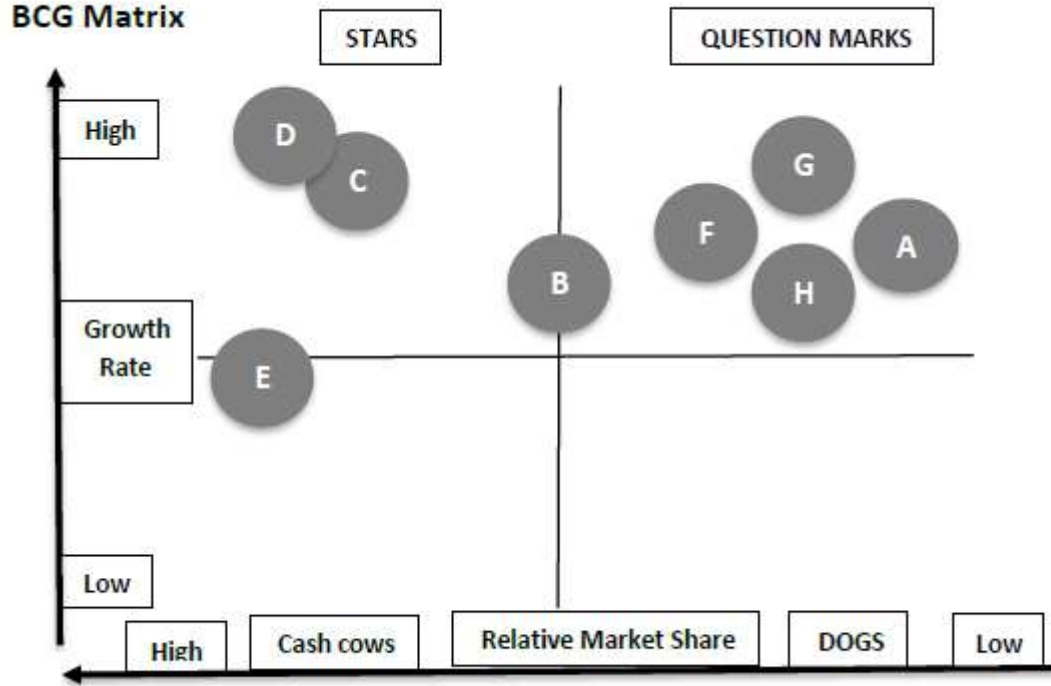 BCG Matrix
STARS
QUESTION MARKS
High
D
C
G
F
A
B
H
Growth
Rate
E
Low
High
Cash cows
Relative Market Share
DOGS
Low